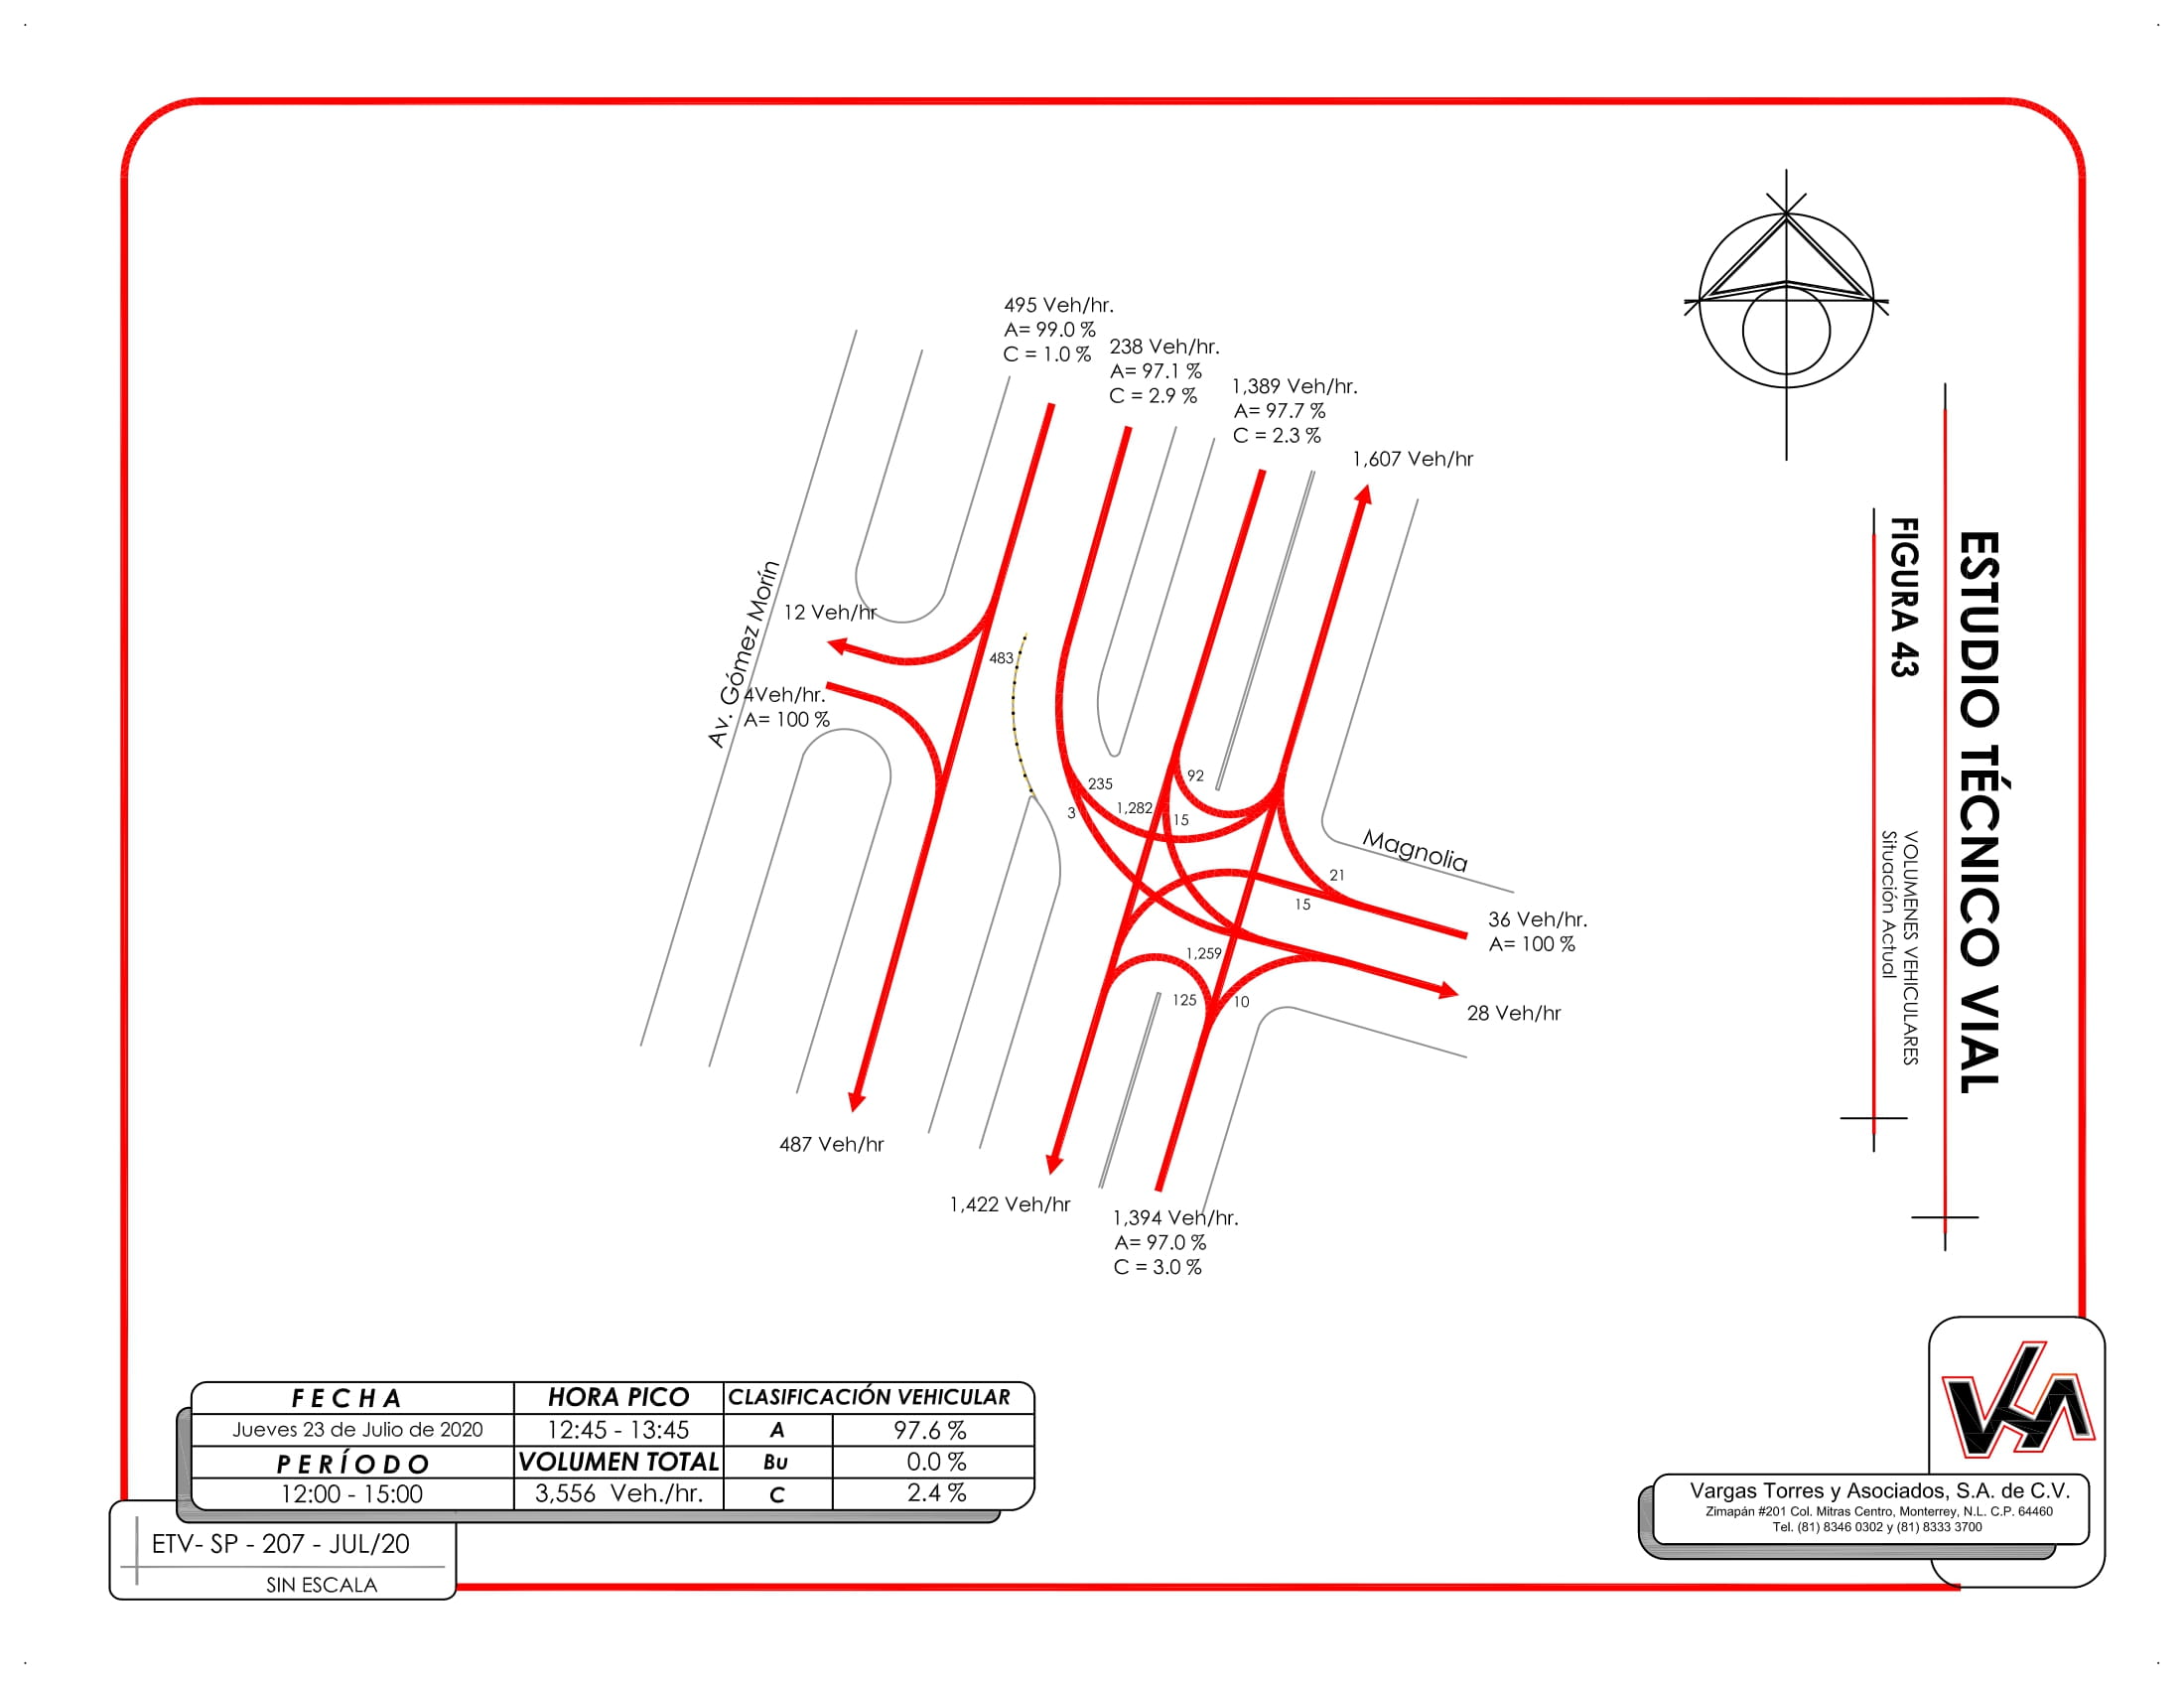 495 Veh/hr.
A= 99.0 %
C = 1.0 %
238 Veh/hr.
A= 97.1 %
C = 2.9 %
1,389 Veh/hr.
A= 97.7 %
C = 2.3 %
1,607 Veh/hr
Av. Gómez Morín
12 Veh/hr
483
4Veh/hr.
A= 100 %
235
3
1,282
92
15
Magnolia
21
15
36 Veh/hr.
A= 100 %
1,259
125
10
28 Veh/hr
487 Veh/hr
1,422 Veh/hr
1,394 Veh/hr.
A= 97.0 %
C = 3.0 %
ESTUDIO TÉCNICO VIAL
FIGURA 43
VOLUMENES VEHICULARES
Situación Actual
FECHA
HORA PICO
CLASIFICACIÓN VEHICULAR
Jueves 23 de Julio de 2020
12:45 - 13:45
A
97.6 %
PERÍODO
VOLUMEN TOTAL
Bu
0.0 %
12:00 - 15:00
3,556 Veh./hr.
C
2.4 %
ETV- SP - 207 - JUL/20
SIN ESCALA
Vargas Torres y Asociados, S.A. de C.V.
Zimapán #201 Col. Mitras Centro, Monterrey, N.L. C.P. 64460
Tel. (81) 8346 0302 y (81) 8333 3700